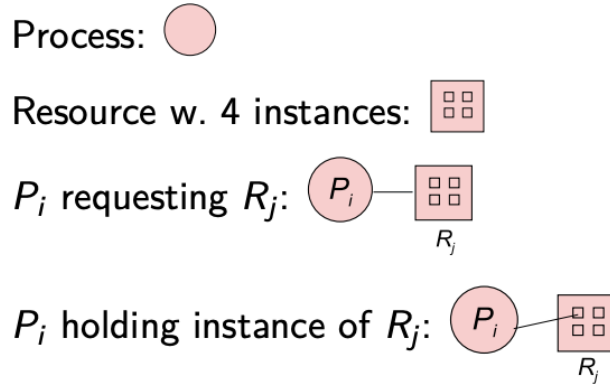 Process:
Resource w. 4 instances:
P_i requesting R_j: P_i
R_j
P_i holding instance of R_j: P_i
R_j